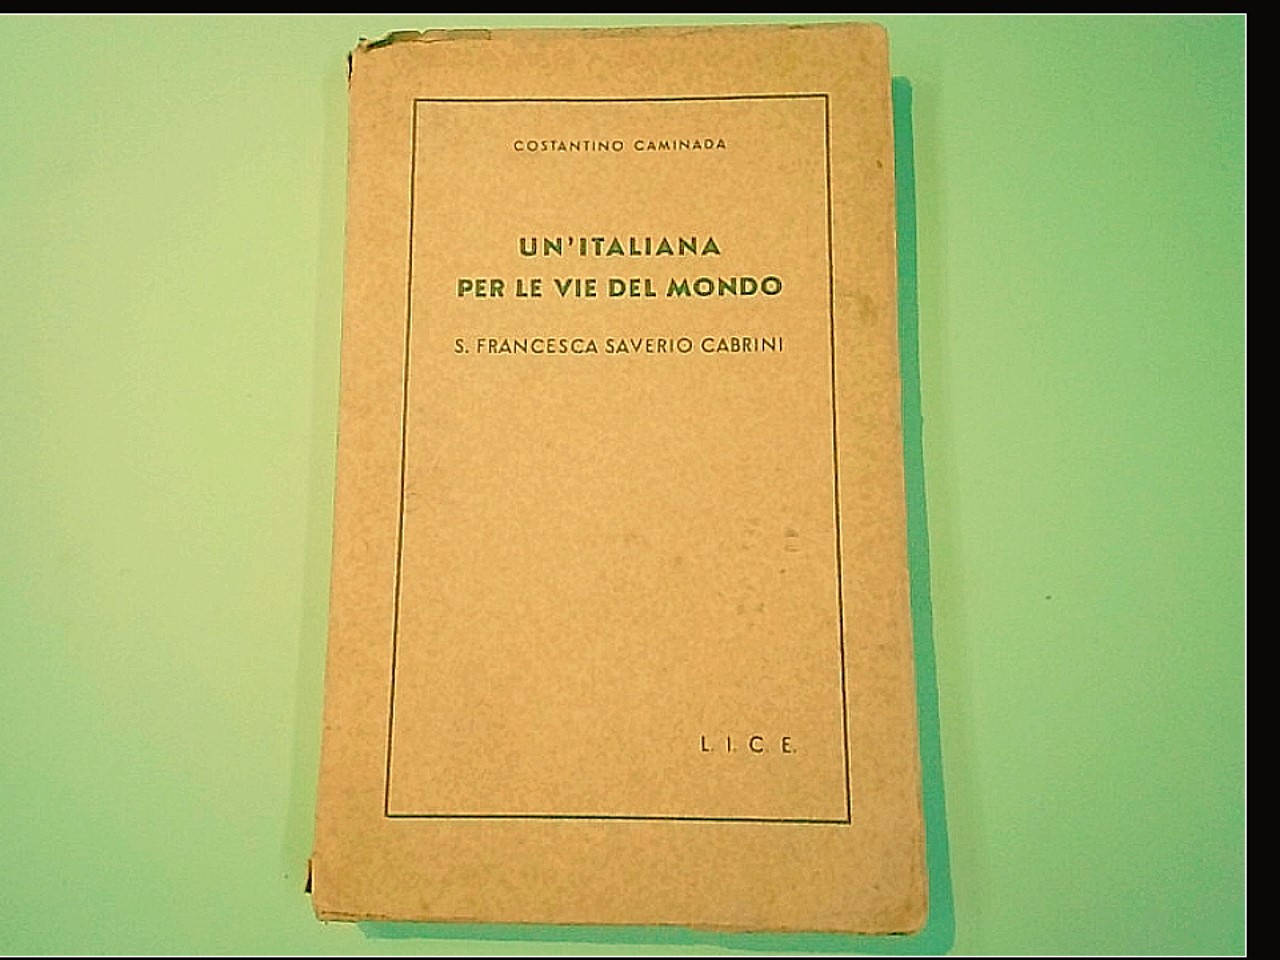 COSTANTINO CAMINADA
UN'ITALIANA
PER LE VIE DEL MONDO
S. FRANCESCA SAVERIO CABRINI
L. I. C. E.